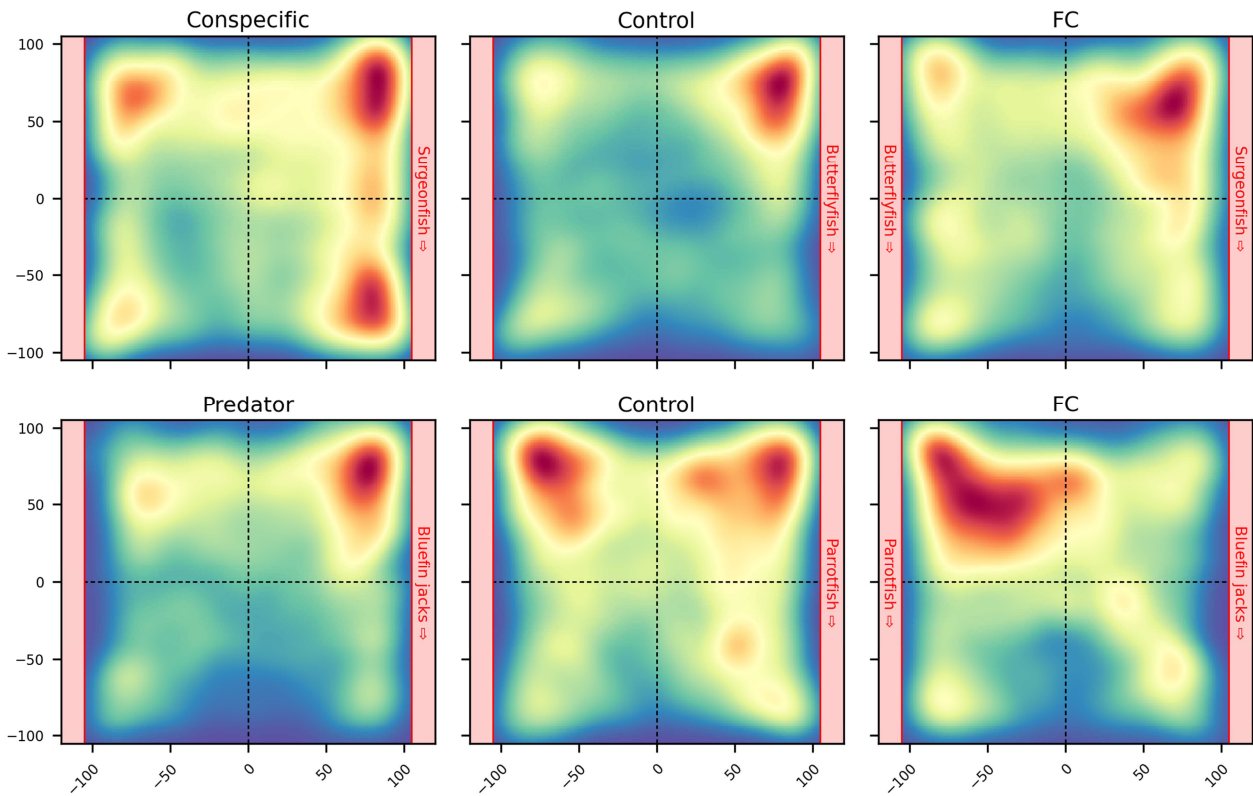 Conspecific
Control
FC
100
50
0
−50
−100
Surgeonfish ⇨
Butterflyfish ⇨
Butterflyfish ⇨
Surgeonfish ⇨
Predator
Control
FC
100
50
0
−50
−100
Bluefin jacks ⇨
Parrotfish ⇨
Parrotfish ⇨
Bluefin jacks ⇨
−100 −50 0 50 100
−100 −50 0 50 100
−100 −50 0 50 100